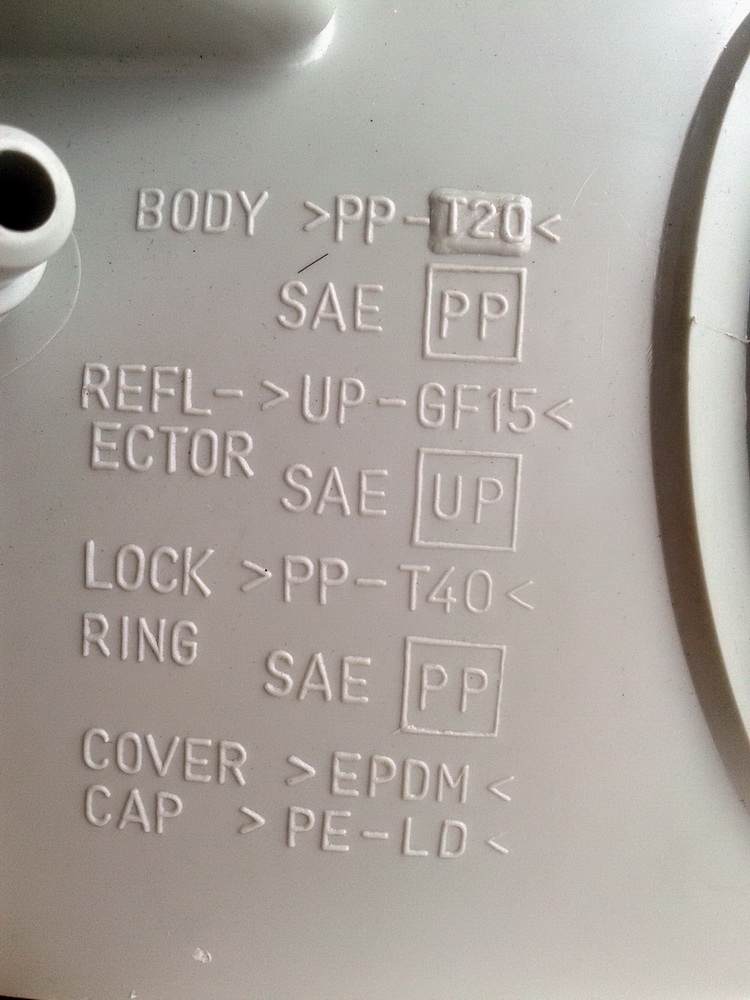 BODY >PP-T20<
SAE PP
REFL- >UP-GF15<
ECTOR
SAE UP
LOCK >PP-T40<
RING
SAE PP
COVER >EPDM<
CAP >PE-LD<